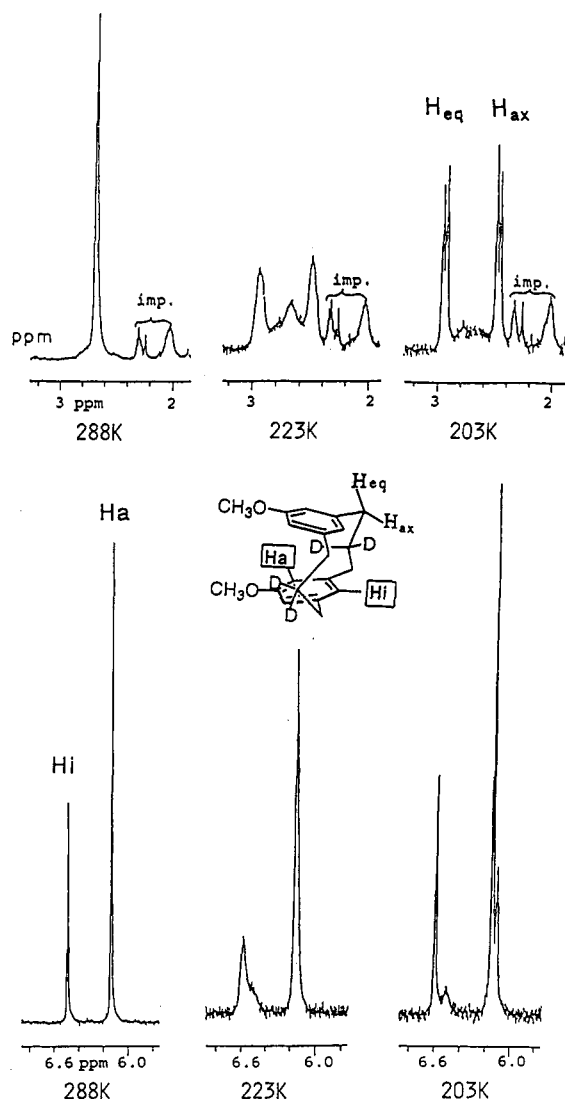 H_eq H_ax
imp. imp. imp.
ppm
3 ppm 2 3 2 3 2
288K 223K 203K
Ha
Hi
CH₃O Heq
Hax
D D
Ha
D
CH₃O Hi
D
6.6 ppm 6.0 6.6 6.0 6.6 6.0
288K 223K 203K